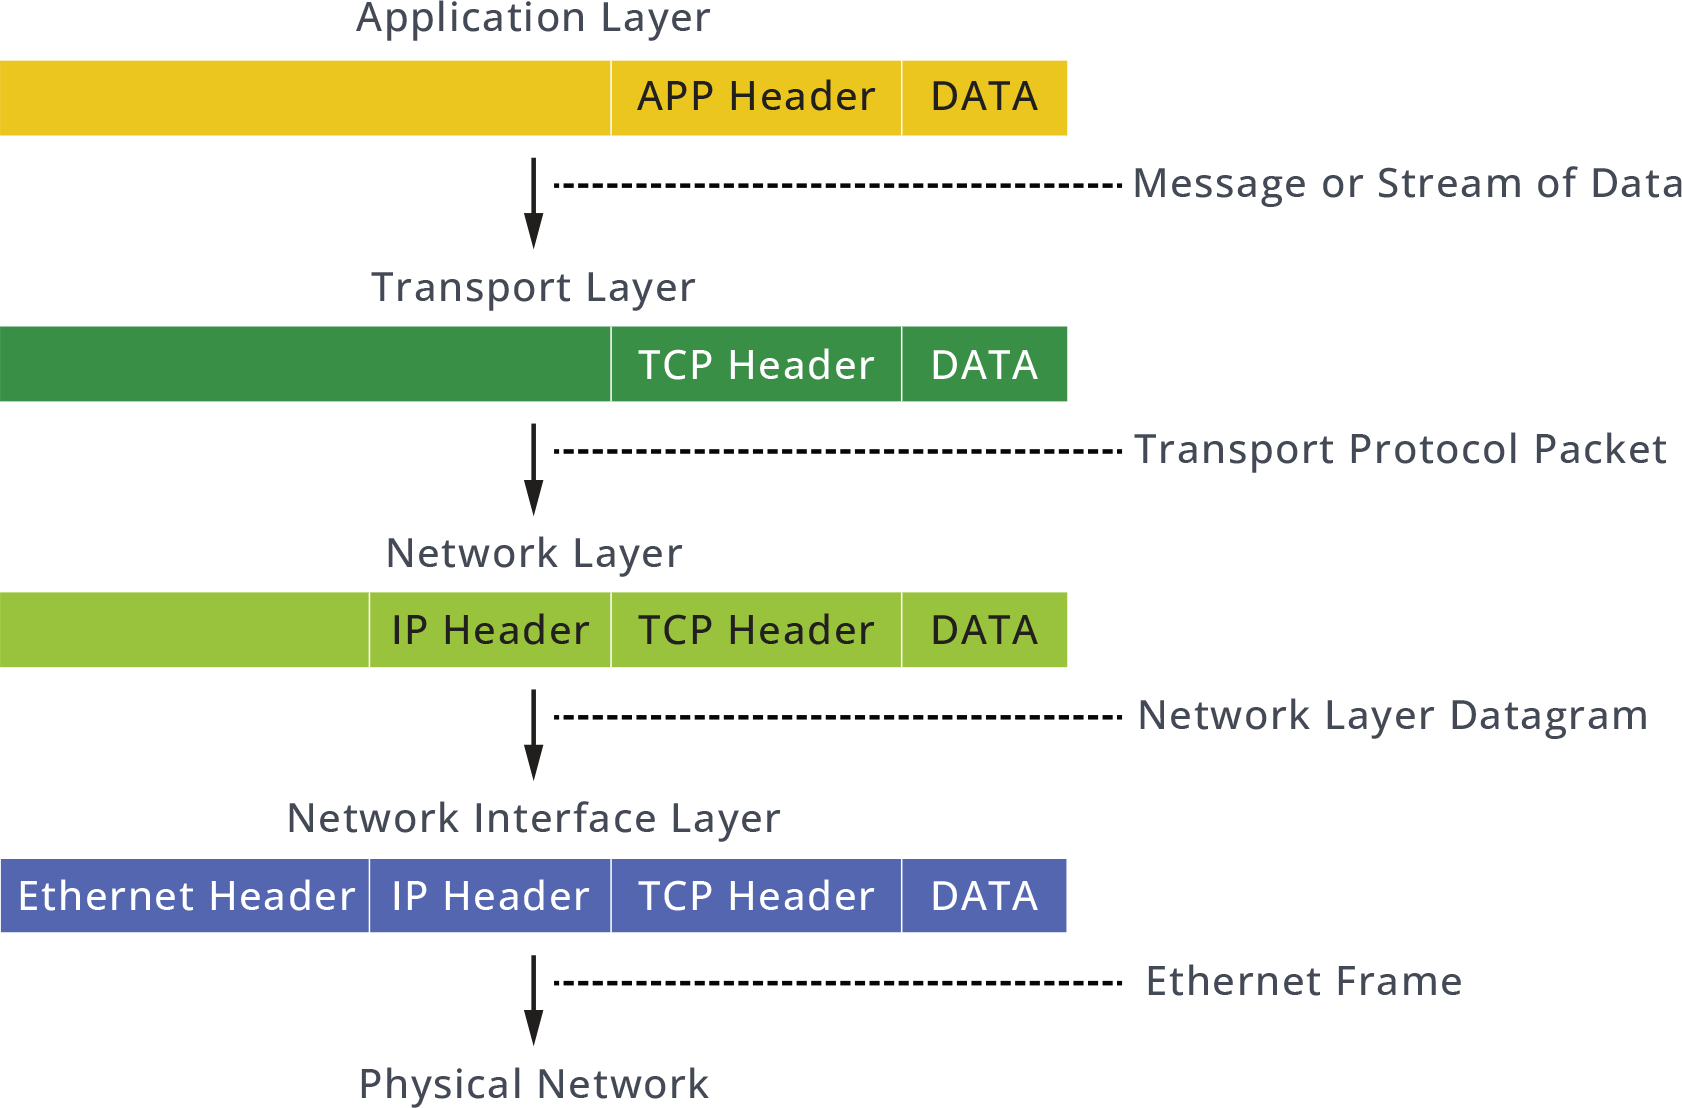 Application Layer
APP Header DATA
Message or Stream of Data
Transport Layer
TCP Header DATA
Transport Protocol Packet
Network Layer
IP Header TCP Header DATA
Network Layer Datagram
Network Interface Layer
Ethernet Header IP Header TCP Header DATA
Ethernet Frame
Physical Network